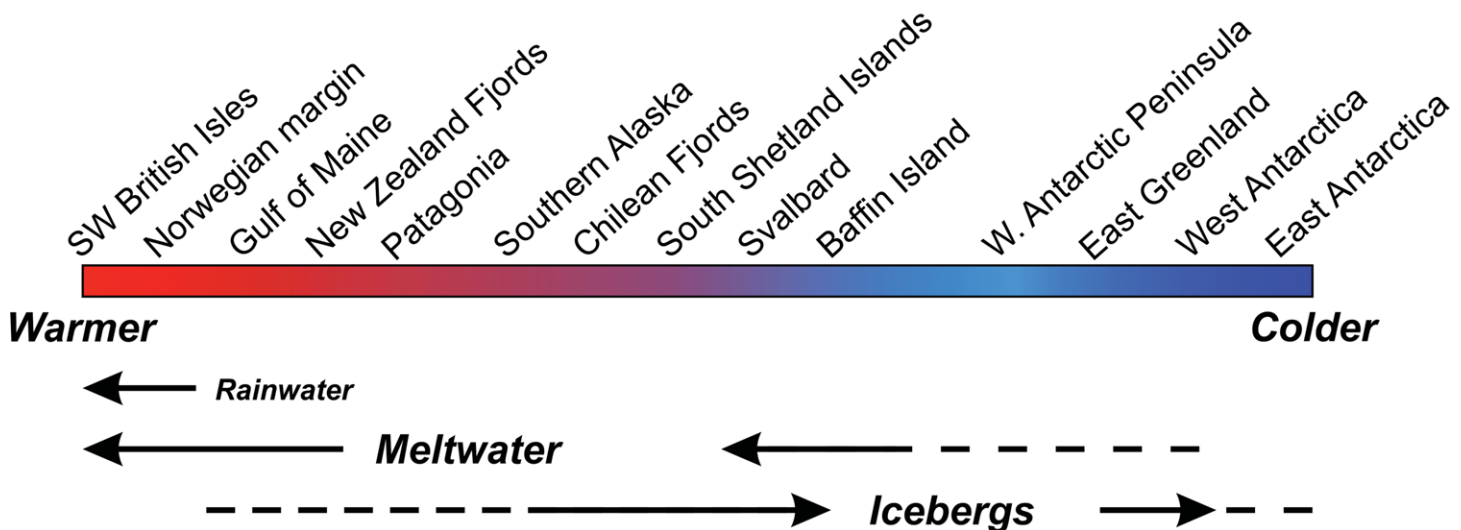 SW British Isles
Norwegian margin
Gulf of Maine
New Zealand Fjords
Patagonia
Southern Alaska
Chilean Fjords
South Shetland Islands
Svalbard
Baffin Island
W. Antarctic Peninsula
East Greenland
West Antarctica
East Antarctica
Warmer
Colder
Rainwater
Meltwater
Icebergs